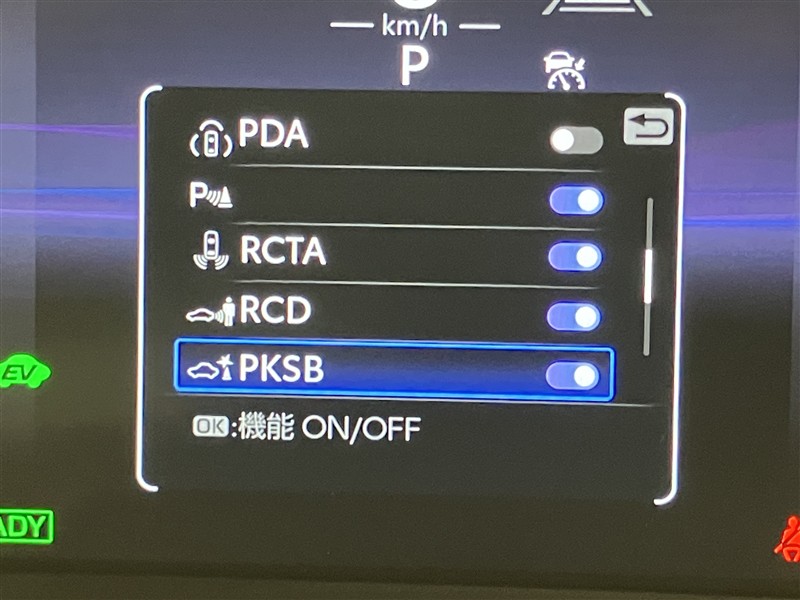 km/h
P
PDA
P
RCTA
RCD
PKSB
OK:機能 ON/OFF
EV
ADY